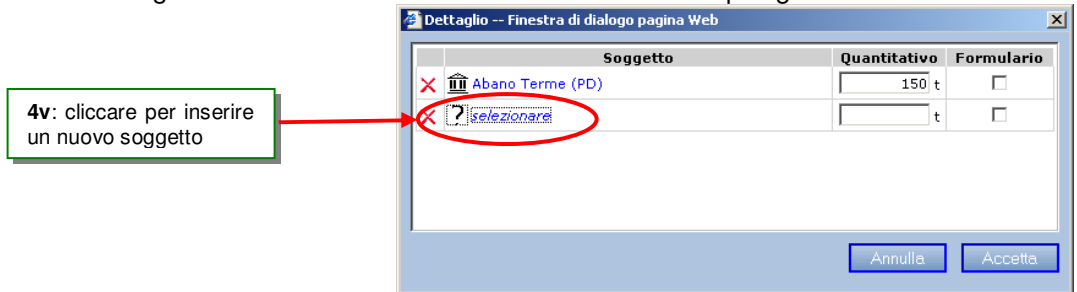 Dettaglio -- Finestra di dialogo pagina Web
Soggetto Quantitativo Formulario
Abano Terme (PD) 150 t
4v: cliccare per inserire
un nuovo soggetto
? selezionare t
Annulla Accetta